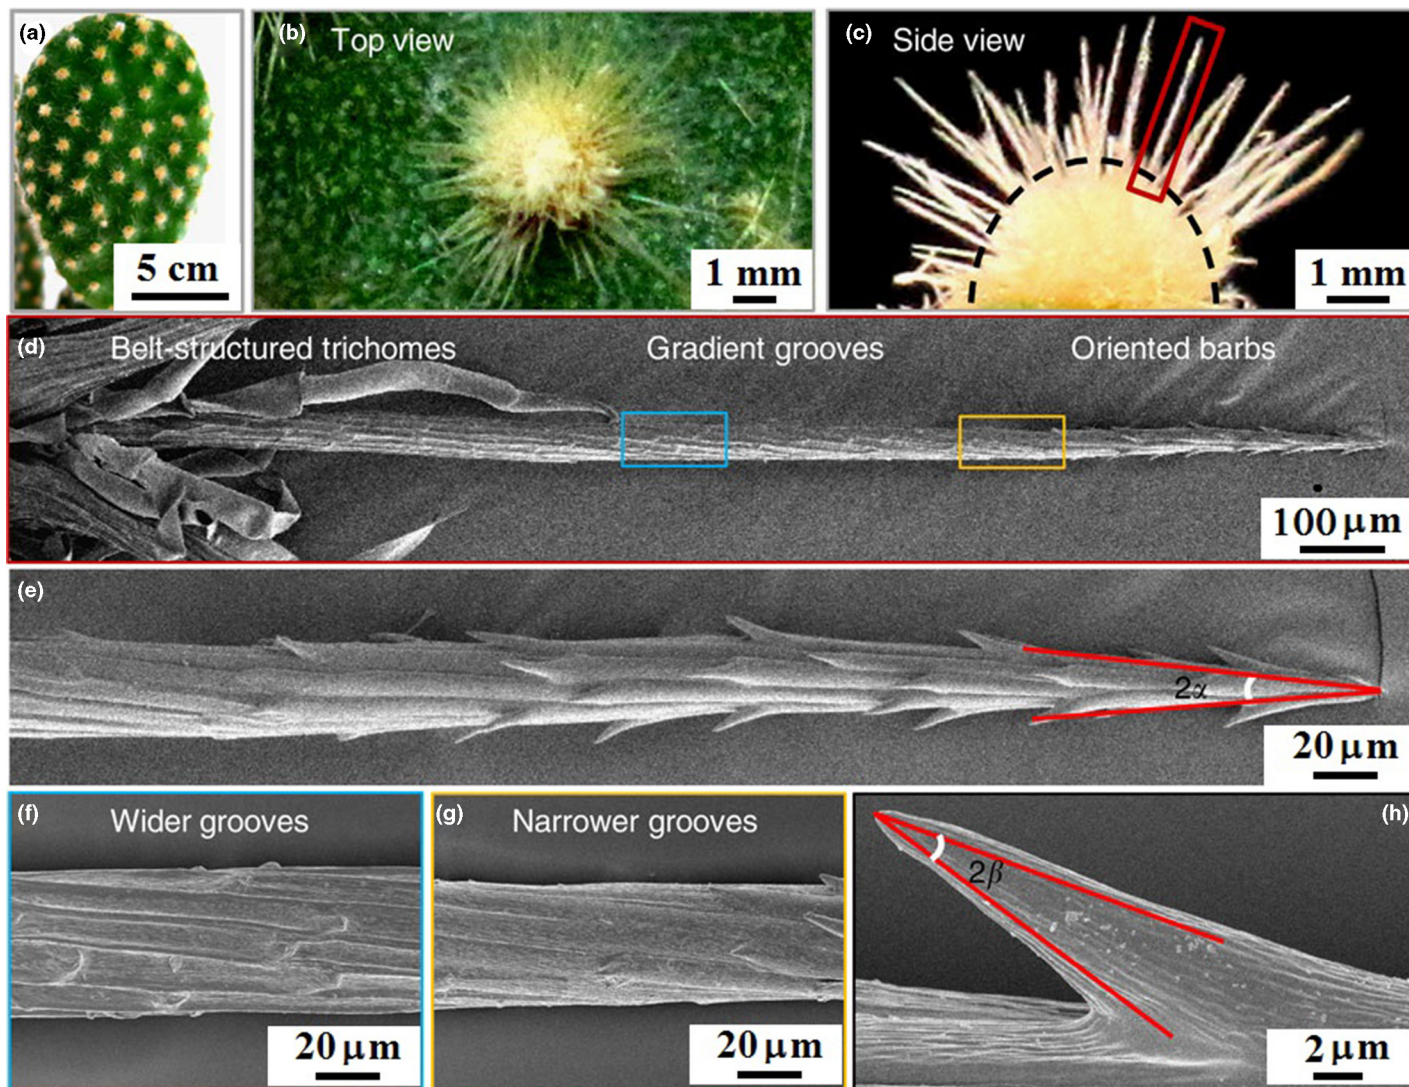 (a)
5 cm
(b)
Top view
1 mm
(c)
Side view
1 mm
(d)
Belt-structured trichomes
Gradient grooves
Oriented barbs
100 μm
(e)
2α
20 μm
(f)
Wider grooves
20 μm
(g)
Narrower grooves
20 μm
(h)
2β
2 μm